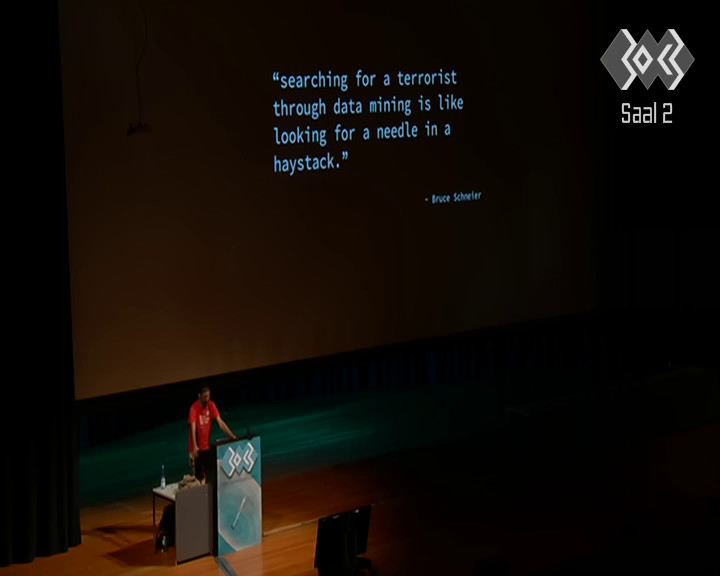 “searching for a terrorist
through data mining is like
looking for a needle in a
haystack.”
- Bruce Schneier
Saal 2